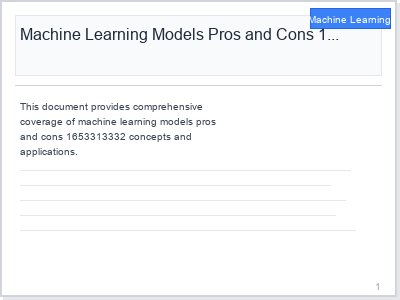 Machine Learning
Machine Learning Models Pros and Cons 1...
This document provides comprehensive
coverage of machine learning models pros
and cons 1653313332 concepts and
applications.
1